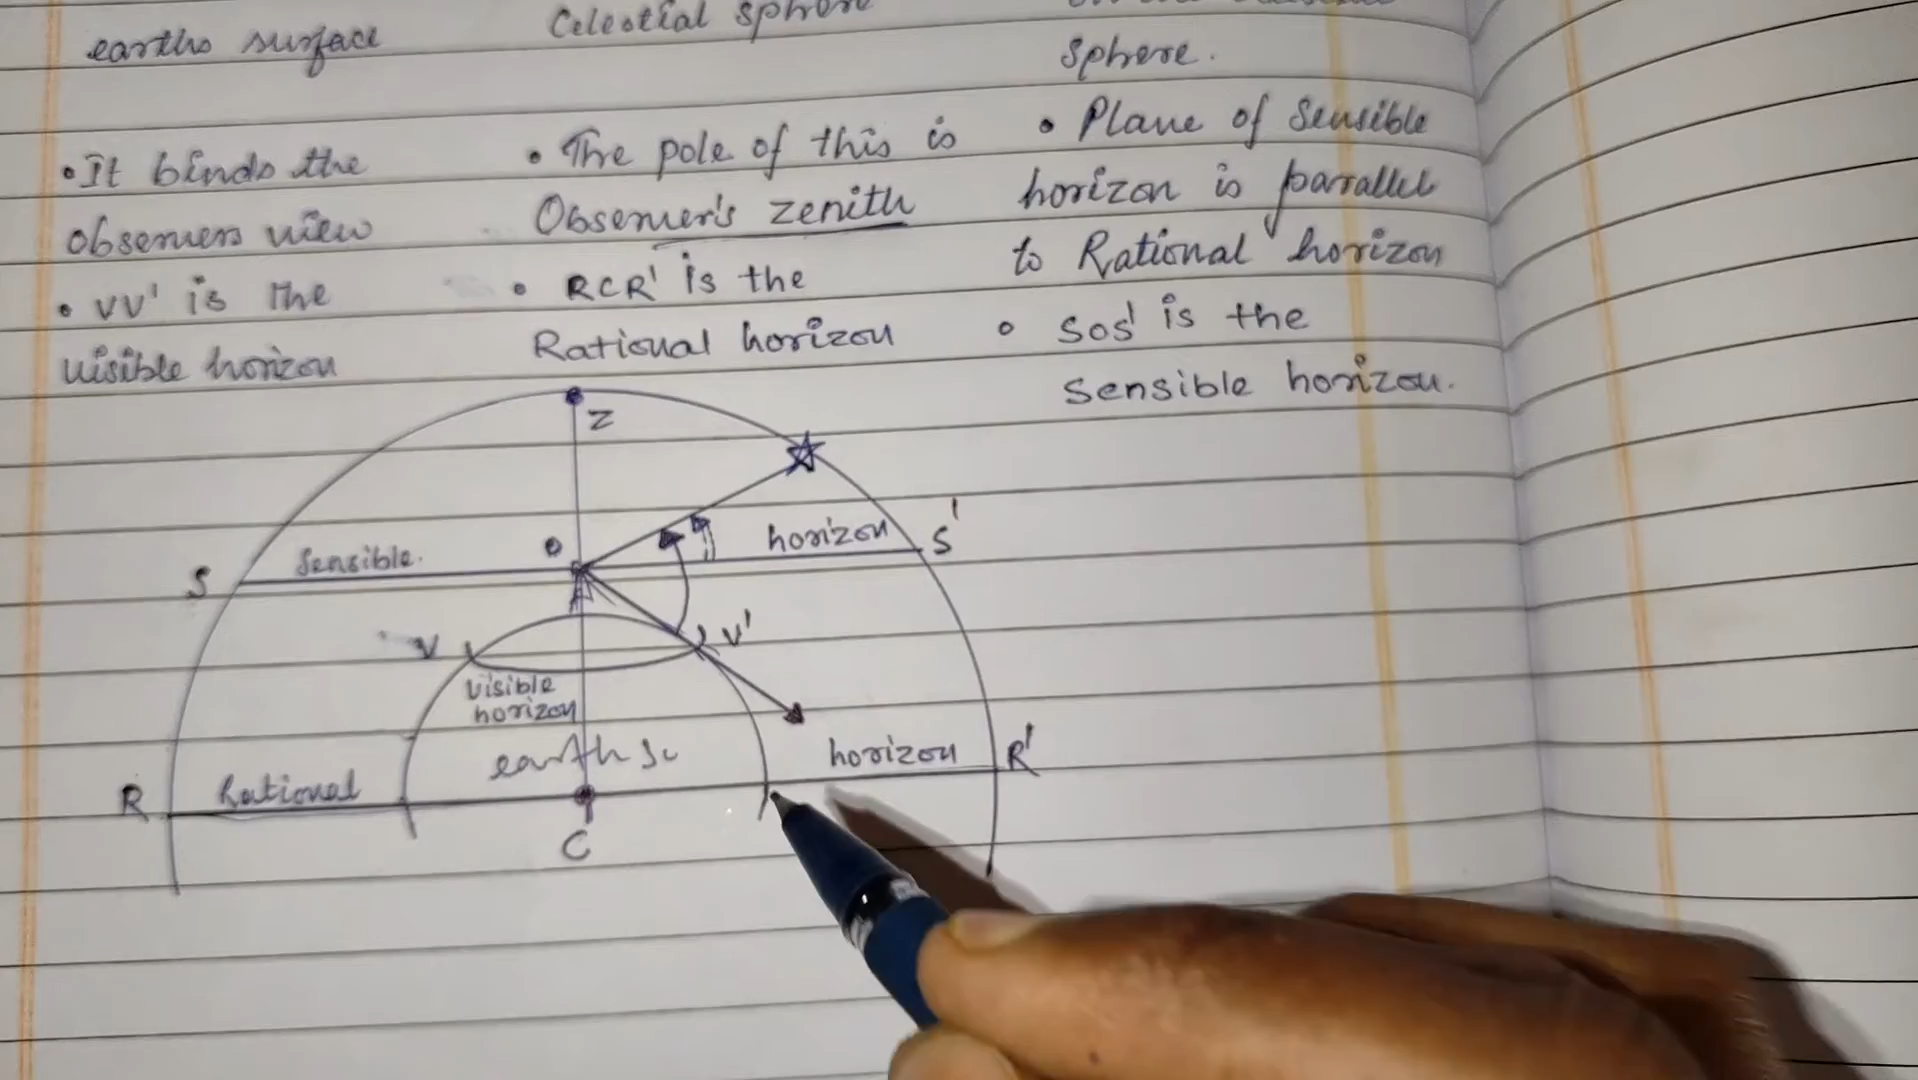 earths surface
•It binds the
observers view
• VV' is the
visible horizon
Celestial sphere
• The pole of this is
Observer's zenith
• RCR' is the
Rational horizon
sphere.
• Plane of Sensible
horizon is parallel
to Rational horizon
• SOS' is the
Sensible horizon.
Z
O
S Sensible. horizon S'
V V'
visible
horizon
earth's
R Rational horizon R'
C